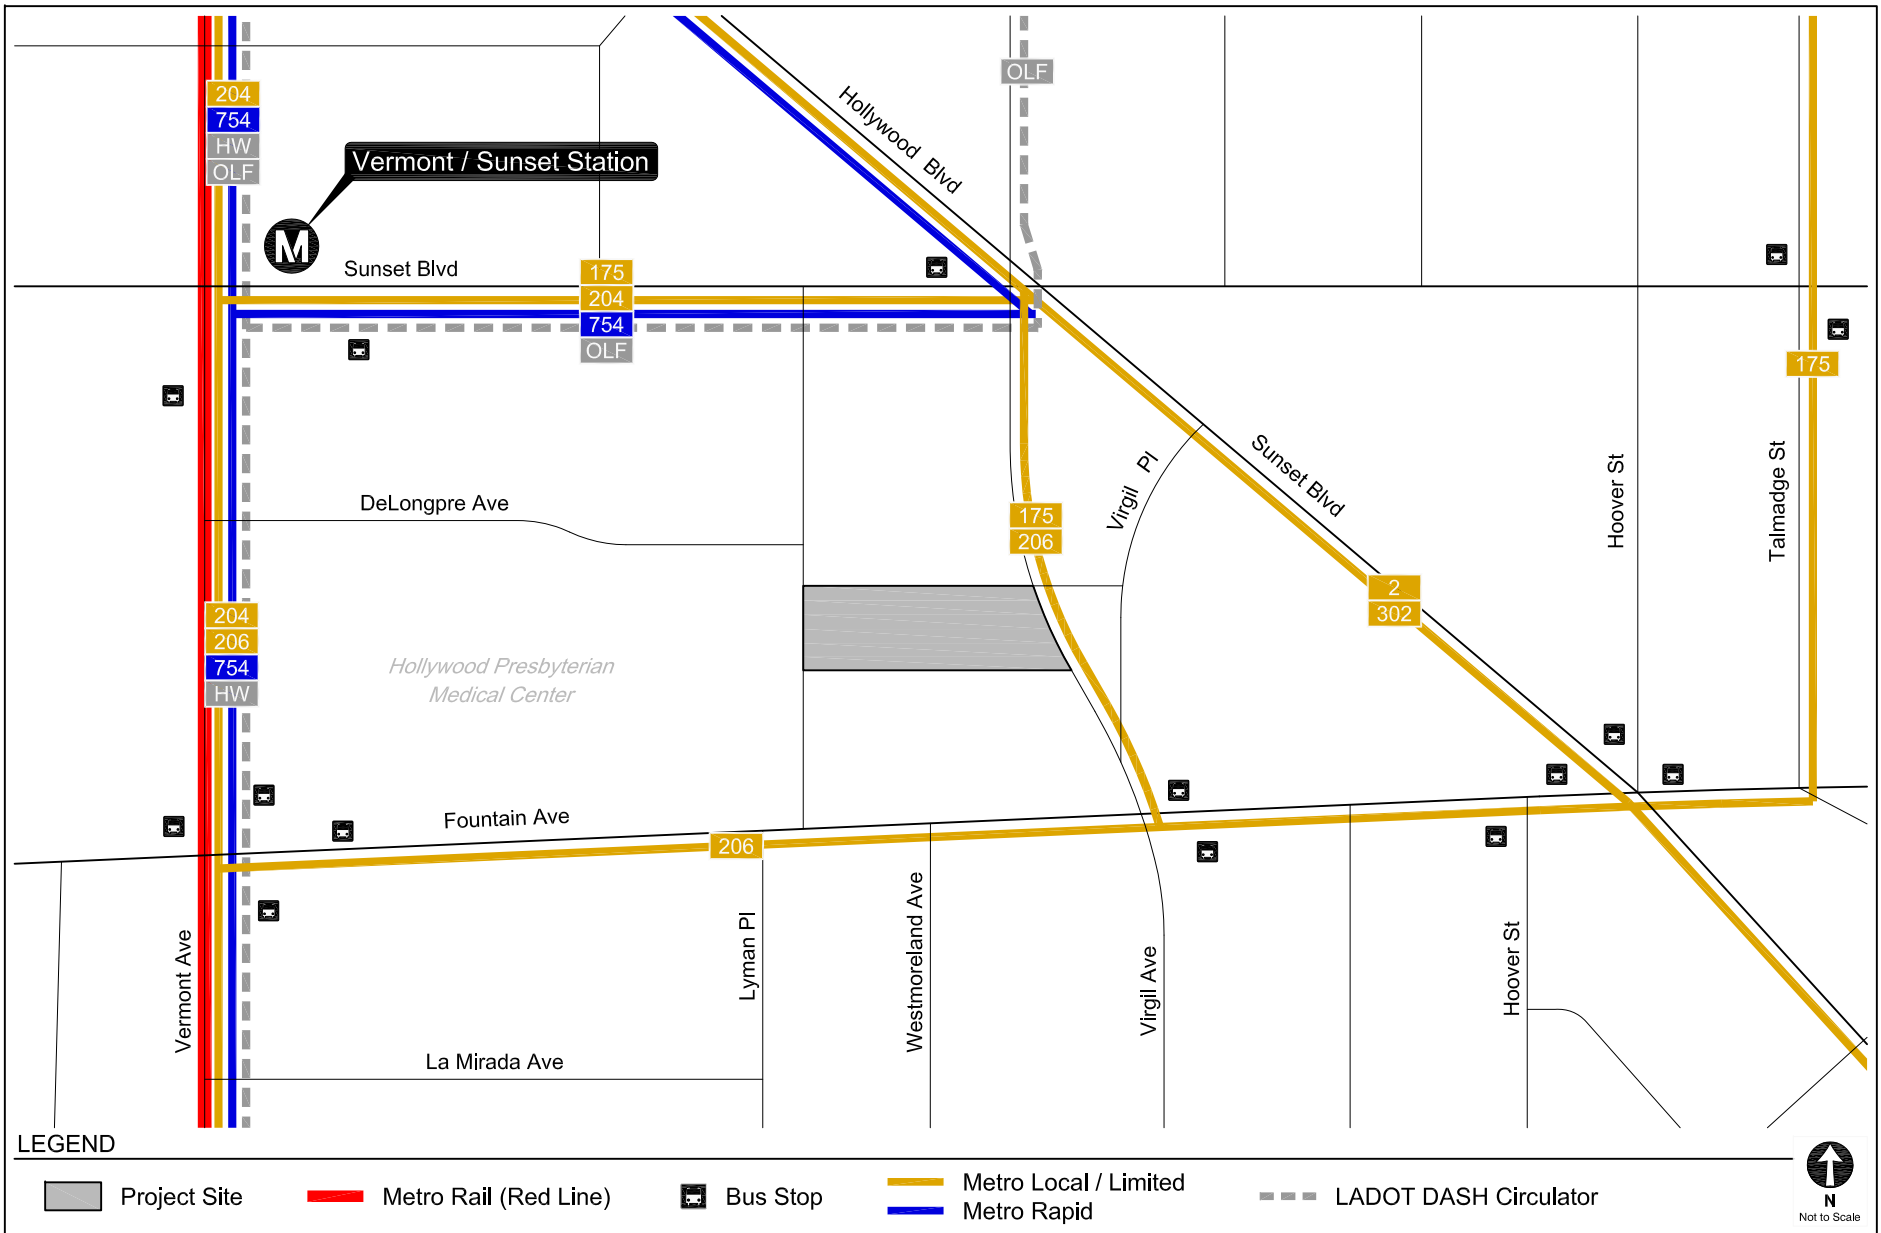 204
754
HW
OLF
Vermont / Sunset Station
M
Sunset Blvd
175
204
754
OLF
Hollywood Blvd
OLF
175
DeLongpre Ave
175
206
Virgil Pl
Sunset Blvd
Hoover St
Talmadge St
2
302
204
206
754
HW
Hollywood Presbyterian
Medical Center
Fountain Ave
206
Vermont Ave
Lyman Pl
Westmoreland Ave
Virgil Ave
Hoover St
La Mirada Ave
LEGEND
Project Site
Metro Rail (Red Line)
Bus Stop
Metro Local / Limited
Metro Rapid
LADOT DASH Circulator
N
Not to Scale